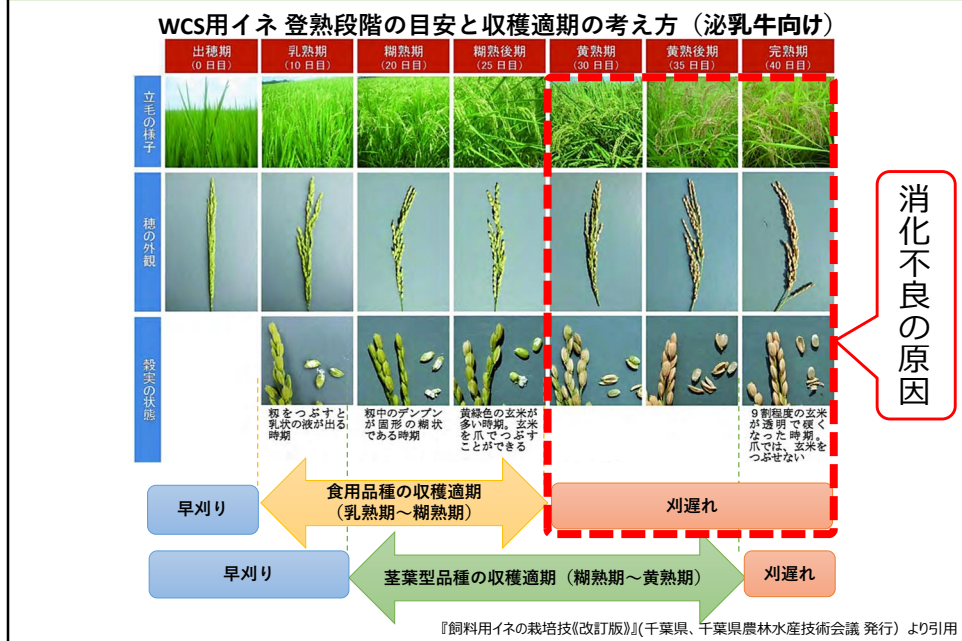 WCS用イネ 登熟段階の目安と収穫適期の考え方（泌乳牛向け）
出穂期
（0 日目）
乳熟期
（10 日目）
糊熟期
（20 日目）
糊熟後期
（25 日目）
黄熟期
（30 日目）
黄熟後期
（35 日目）
完熟期
（40 日目）
立毛の様子
穂の外観
穀実の状態
籾をつぶすと
乳状の液が出る
時期
籾中のデンプン
が固形の糊状
である時期
黄緑色の玄米が
多い時期。玄米
を爪でつぶす
ことができる
９割程度の玄米
が透明で硬く
なった時期。
爪では、玄米を
つぶせない
消化不良の原因
早刈り
食用品種の収穫適期
（乳熟期～糊熟期）
刈遅れ
早刈り
茎葉型品種の収穫適期（糊熟期～黄熟期）
刈遅れ
『飼料用イネの栽培技《改訂版》』(千葉県、千葉県農林水産技術会議 発行）より引用